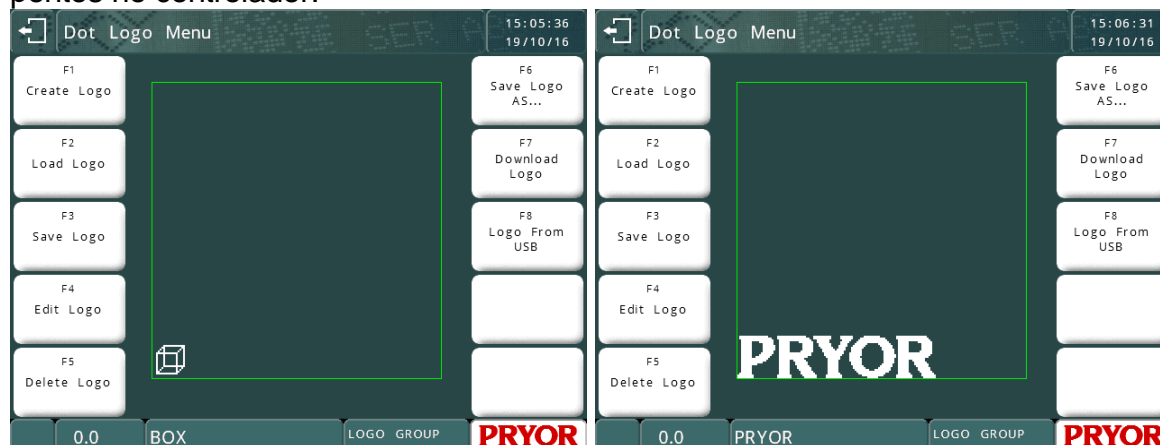 pontos no controlador.
Dot Logo Menu
15:05:36
19/10/16
F1
Create Logo
F2
Load Logo
F3
Save Logo
F4
Edit Logo
F5
Delete Logo
F6
Save Logo
AS...
F7
Download
Logo
F8
Logo From
USB
0.0
BOX
LOGO GROUP
PRYOR
Dot Logo Menu
15:06:31
19/10/16
F1
Create Logo
F2
Load Logo
F3
Save Logo
F4
Edit Logo
F5
Delete Logo
PRYOR
F6
Save Logo
AS...
F7
Download
Logo
F8
Logo From
USB
0.0
PRYOR
LOGO GROUP
PRYOR